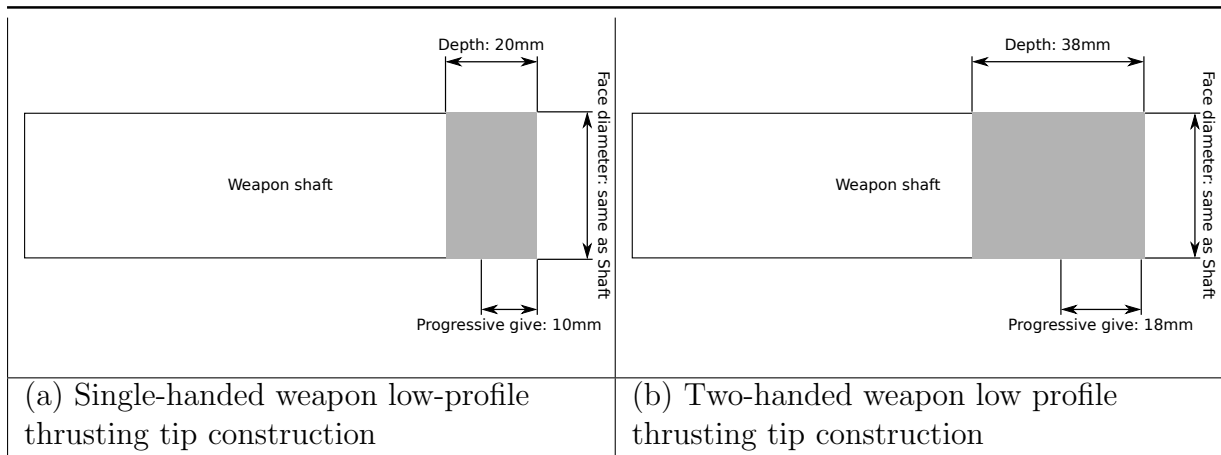 Depth: 20mm
Weapon shaft
Face diameter: same as Shaft
Progressive give: 10mm
(a) Single-handed weapon low-profile
thrusting tip construction
Depth: 38mm
Weapon shaft
Face diameter: same as Shaft
Progressive give: 18mm
(b) Two-handed weapon low profile
thrusting tip construction